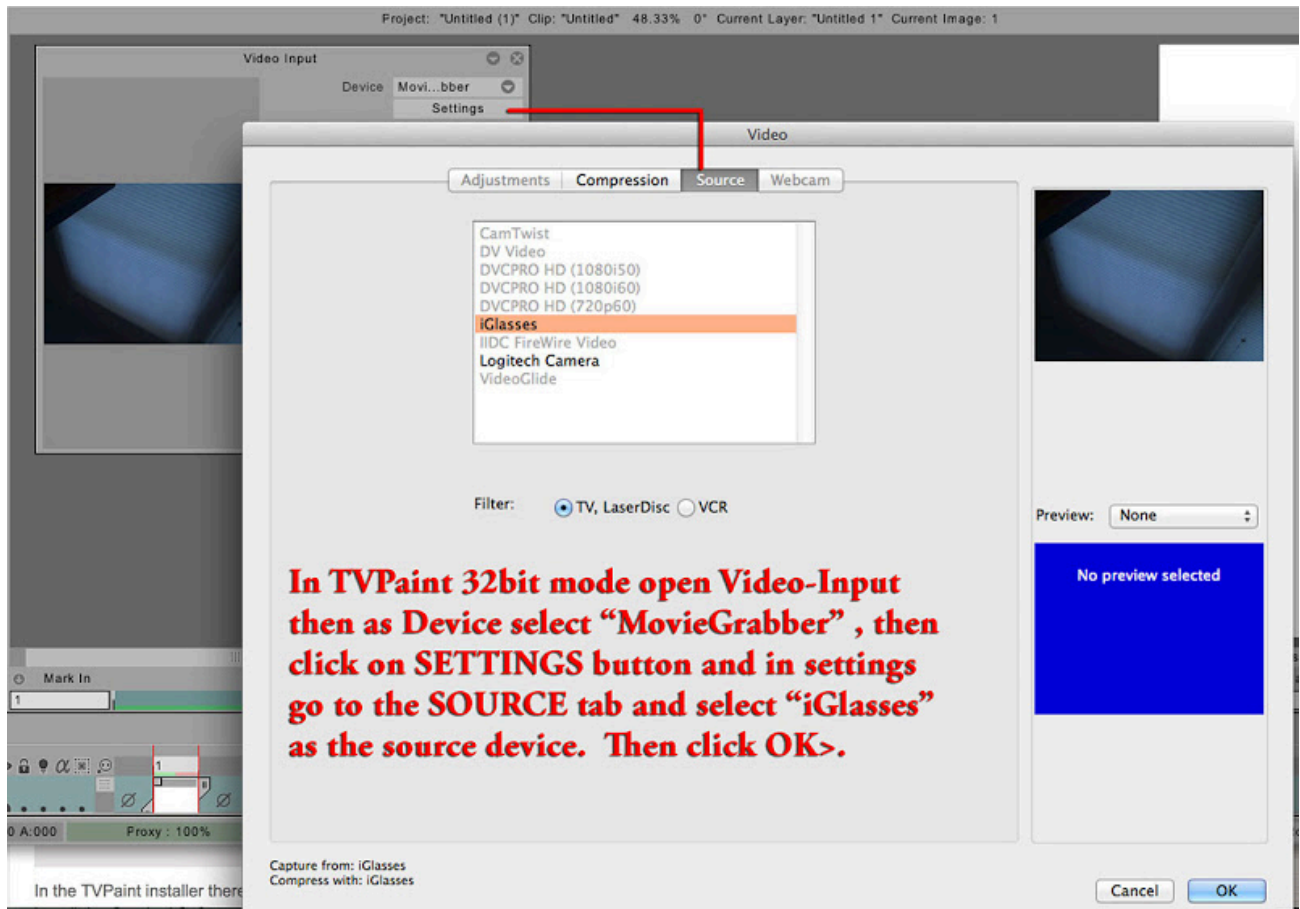 Project: "Untitled (1)" Clip: "Untitled" 48.33% 0° Current Layer: "Untitled 1" Current Image: 1
Video Input
Device Movi...bber
Settings
Video
Adjustments Compression Source Webcam
CamTwist
DV Video
DVCPRO HD (1080i50)
DVCPRO HD (1080i60)
DVCPRO HD (720p60)
iGlasses
IIDC FireWire Video
Logitech Camera
VideoGlide
Filter: TV, LaserDisc VCR
Preview: None
No preview selected
In TVPaint 32bit mode open Video-Input
then as Device select “MovieGrabber” , then
click on SETTINGS button and in settings
go to the SOURCE tab and select “iGlasses”
as the source device. Then click OK>.
Mark In
1
1
0 A:000 Proxy : 100%
Capture from: iGlasses
Compress with: iGlasses
In the TVPaint installer there
Cancel OK